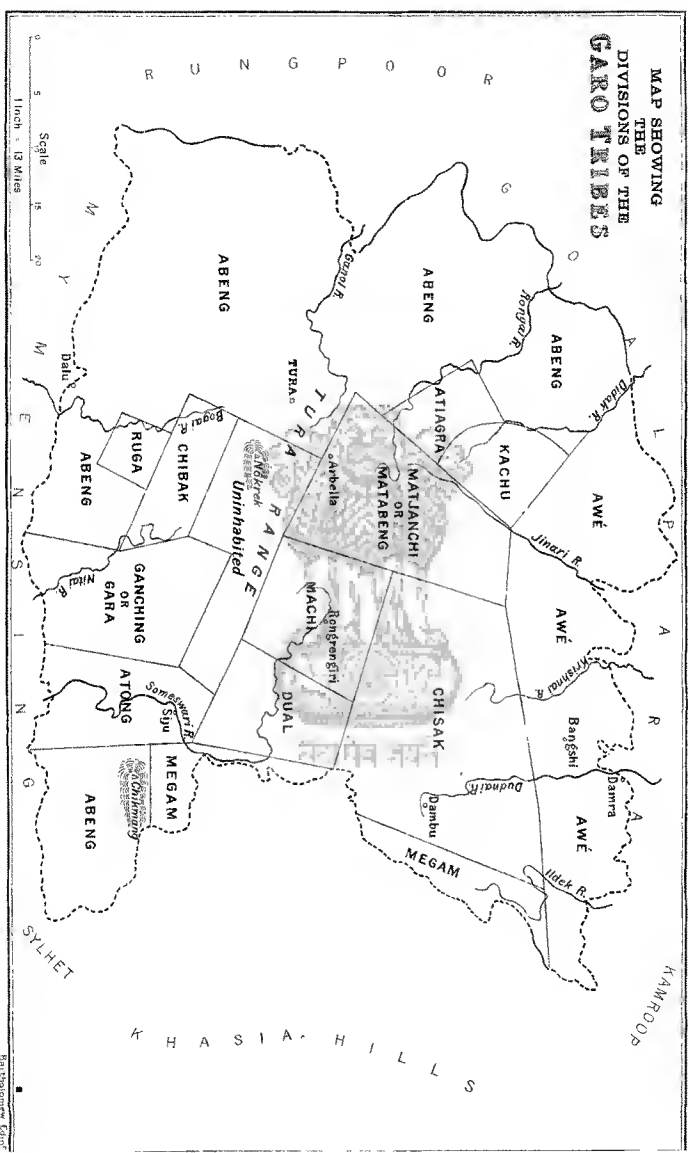 MAP SHOWING
THE
DIVISIONS OF THE
GARO TRIBES
RUNGPOOR
GOALPARA
KAMROOP
ABENG
Didak R.
AWÉ
Rongai R.
ABENG
KACHU
ATIAGRA
Jinari R.
AWÉ
Krishnai R.
Bangshi
Damra
AWÉ
Ildek R.
Ganol R.
MATJANCHI
OR
MATABENG
CHISAK
Dudnai R.
Dambu
MEGAM
ABENG
TURA
TURA RANGE
Arbella
Nokrek
Uninhabited
Rongrengiri
MACHI
DUAL
Bogai R.
CHIBAK
RUGA
ABENG
Dalu
Nitai R.
GANCHING
OR
GARA
ATONG
Someswari R.
Siju
MEGAM
Chikmang
ABENG
MYMENSING
SYLHET
KHASIA-HILLS
Scale
0 5 15 20
1 Inch = 13 Miles